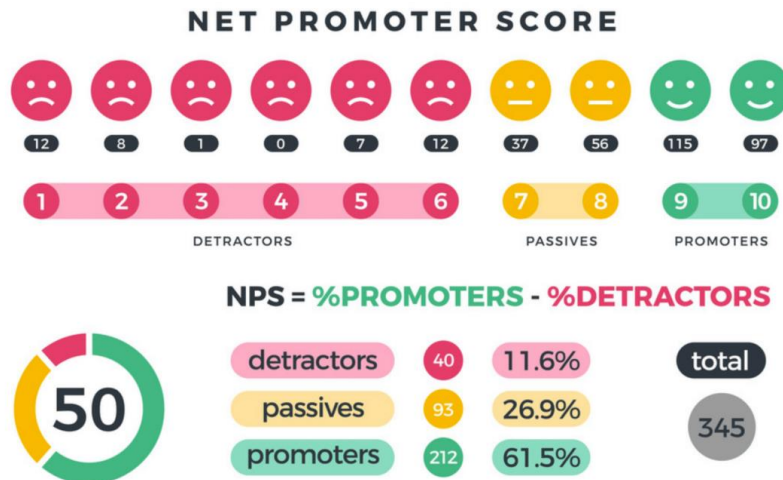 NET PROMOTER SCORE
12 8 1 0 7 12 37 56 115 97
1 2 3 4 5 6 7 8 9 10
DETRACTORS PASSIVES PROMOTERS
NPS = %PROMOTERS - %DETRACTORS
50
detractors 40 11.6%
passives 93 26.9%
promoters 212 61.5%
total
345